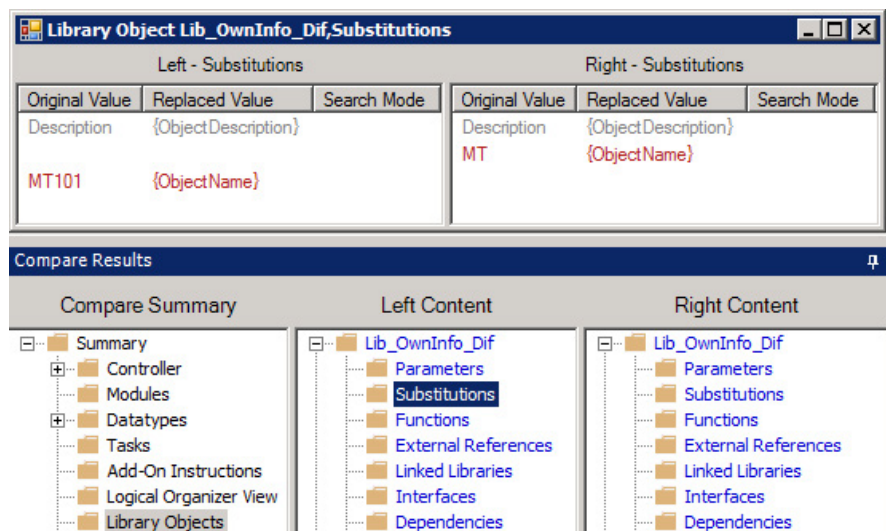 Library Object Lib_OwnInfo_Dif,Substitutions
Left - Substitutions
Right - Substitutions
Original Value Replaced Value Search Mode
Original Value Replaced Value Search Mode
Description {ObjectDescription}
Description {ObjectDescription}
MT {ObjectName}
MT101 {ObjectName}
Compare Results
Compare Summary
Left Content
Right Content
Summary
Controller
Modules
Datatypes
Tasks
Add-On Instructions
Logical Organizer View
Library Objects
Lib_OwnInfo_Dif
Parameters
Substitutions
Functions
External References
Linked Libraries
Interfaces
Dependencies
Lib_OwnInfo_Dif
Parameters
Substitutions
Functions
External References
Linked Libraries
Interfaces
Dependencies